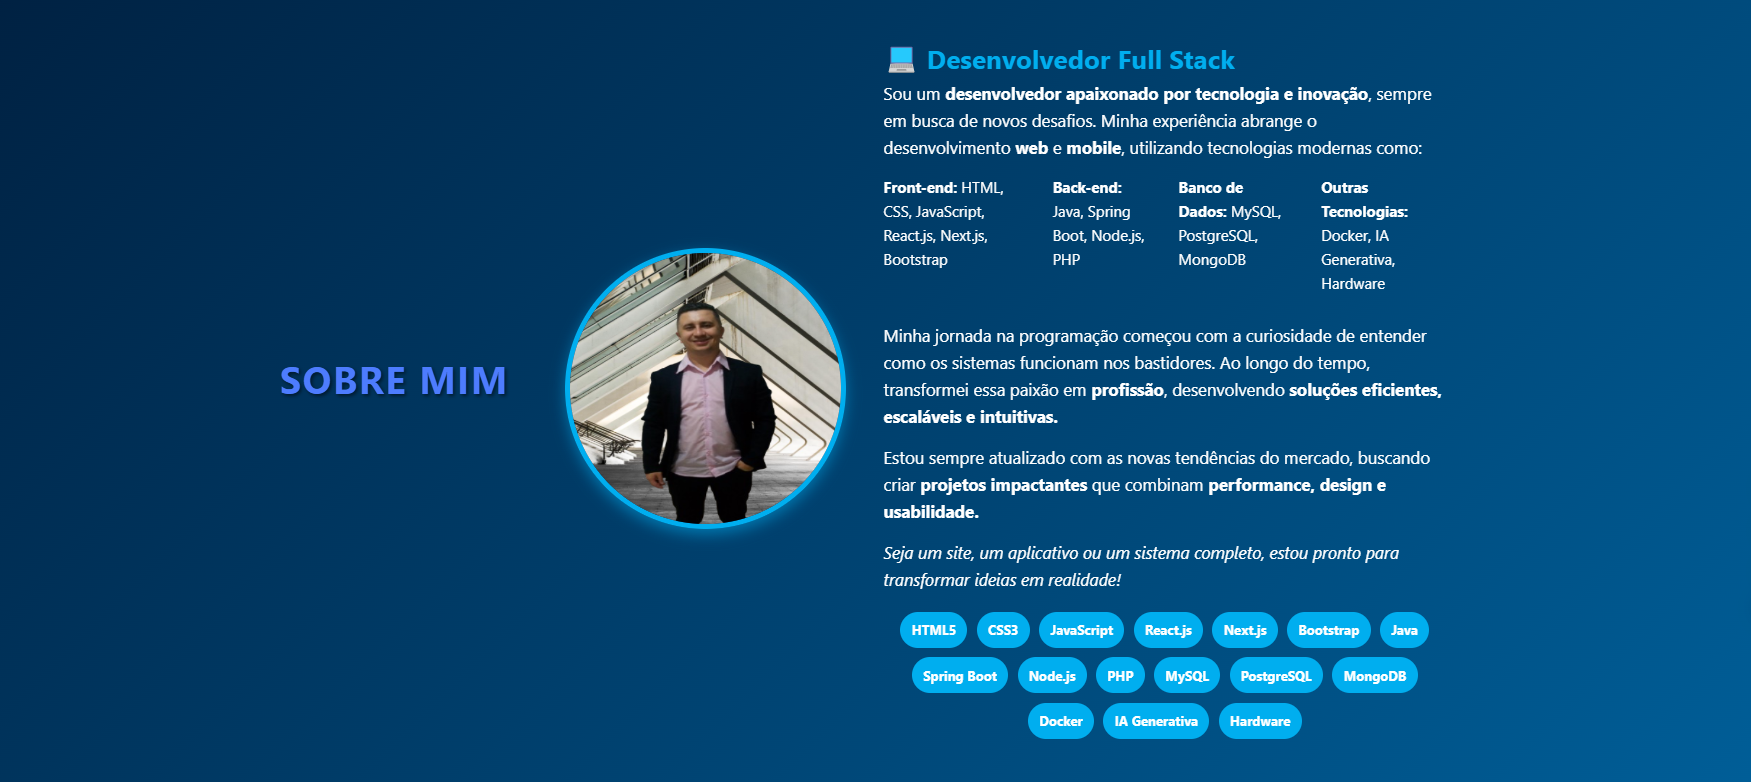 SOBRE MIM
Desenvolvedor Full Stack
Sou um desenvolvedor apaixonado por tecnologia e inovação, sempre
em busca de novos desafios. Minha experiência abrange o
desenvolvimento web e mobile, utilizando tecnologias modernas como:
Front-end: HTML,
CSS, JavaScript,
React.js, Next.js,
Bootstrap
Back-end:
Java, Spring
Boot, Node.js,
PHP
Banco de
Dados: MySQL,
PostgreSQL,
MongoDB
Outras
Tecnologias:
Docker, IA
Generativa,
Hardware
Minha jornada na programação começou com a curiosidade de entender
como os sistemas funcionam nos bastidores. Ao longo do tempo,
transformei essa paixão em profissão, desenvolvendo soluções eficientes,
escaláveis e intuitivas.
Estou sempre atualizado com as novas tendências do mercado, buscando
criar projetos impactantes que combinam performance, design e
usabilidade.
Seja um site, um aplicativo ou um sistema completo, estou pronto para
transformar ideias em realidade!
HTML5 CSS3 JavaScript React.js Next.js Bootstrap Java
Spring Boot Node.js PHP MySQL PostgreSQL MongoDB
Docker IA Generativa Hardware